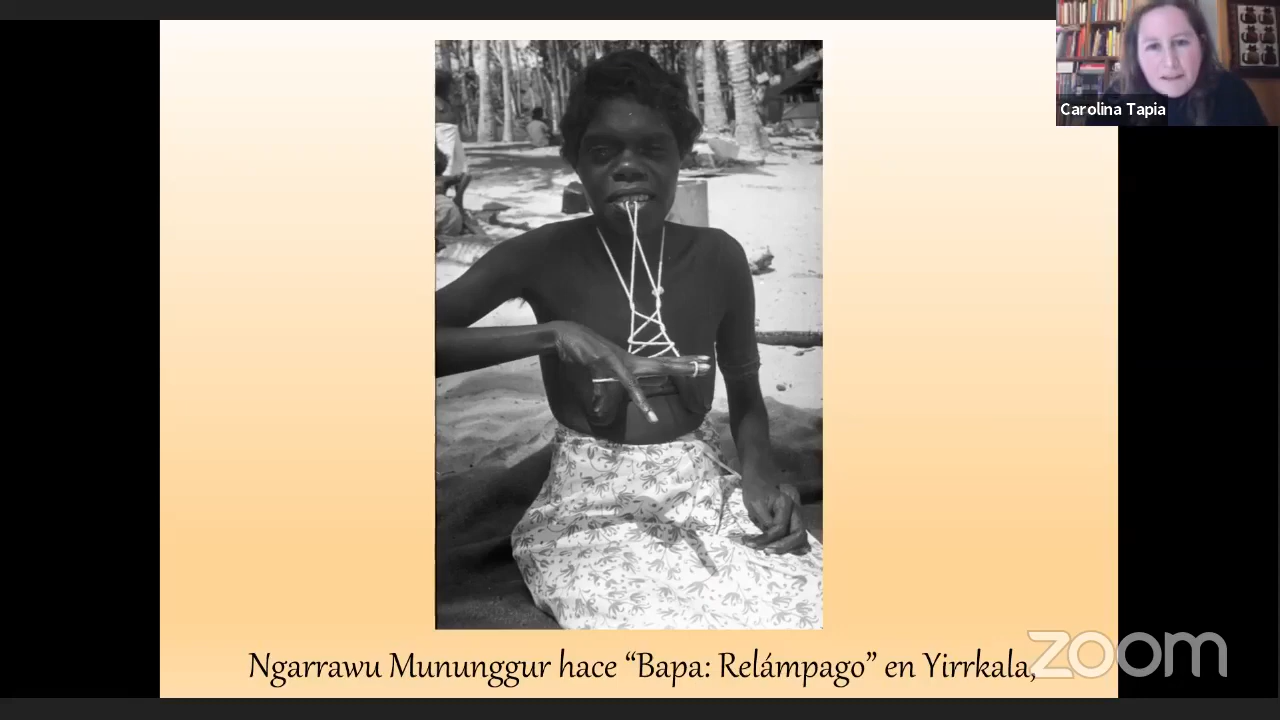 Carolina Tapia
Ngarrawu Mununggur hace “Bapa: Relámpago” en Yirrkala,
zoom